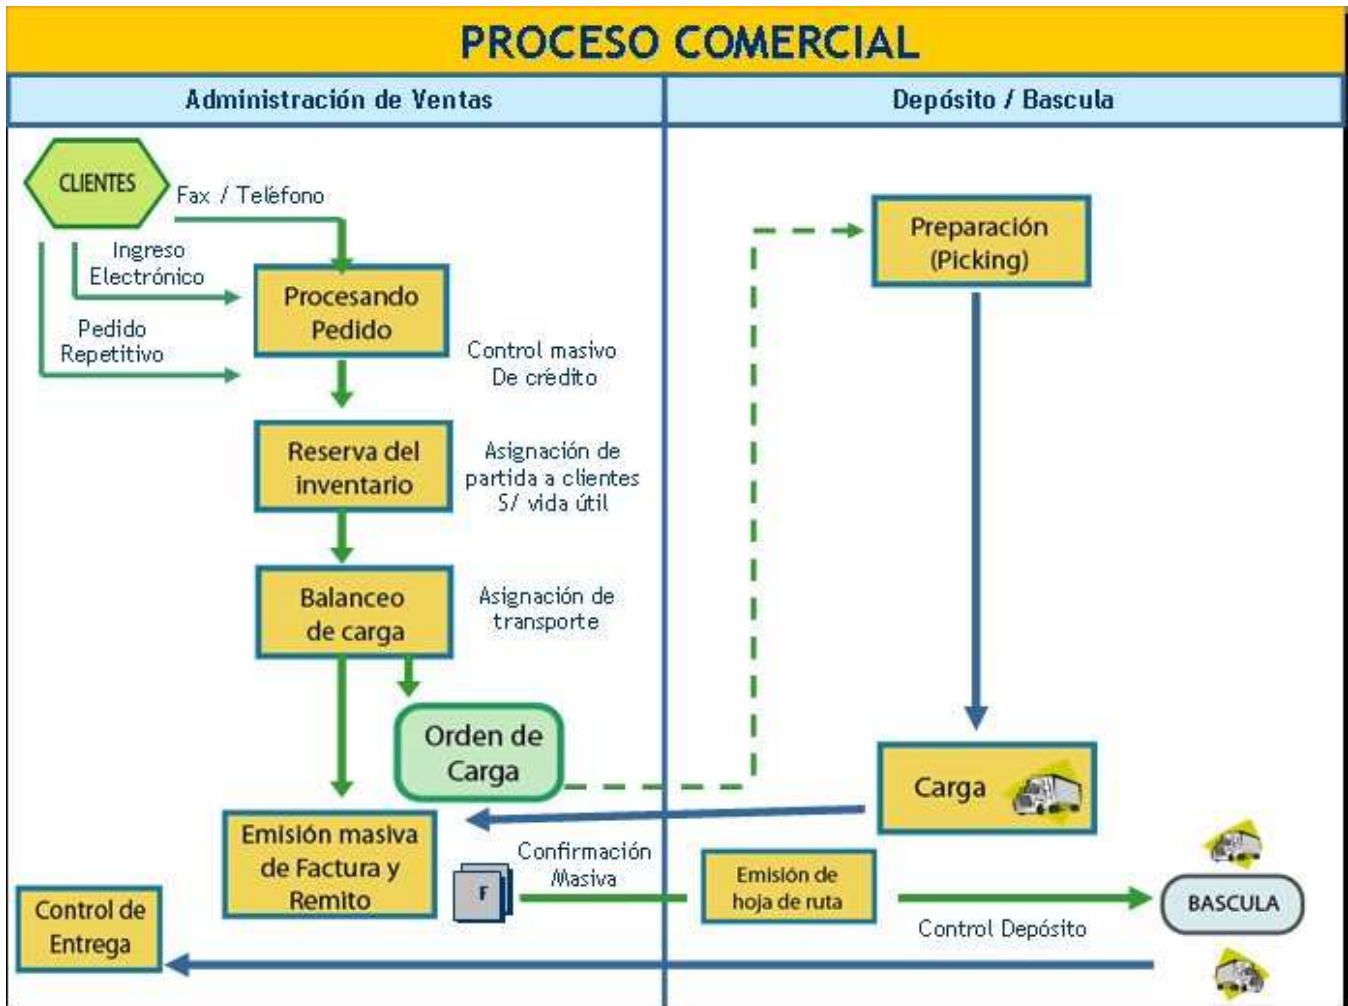 PROCESO COMERCIAL
Administración de Ventas
Depósito / Bascula
CLIENTES
Fax / Teléfono
Ingreso
Electrónico
Pedido
Repetitivo
Procesando
Pedido
Control masivo
De crédito
Reserva del
inventario
Asignación de
partida a clientes
S/ vida útil
Balanceo
de carga
Asignación de
transporte
Orden de
Carga
Emisión masiva
de Factura y
Remito
F
Confirmación
Masiva
Control de
Entrega
Preparación
(Picking)
Carga
Emisión de
hoja de ruta
Control Depósito
BASCULA